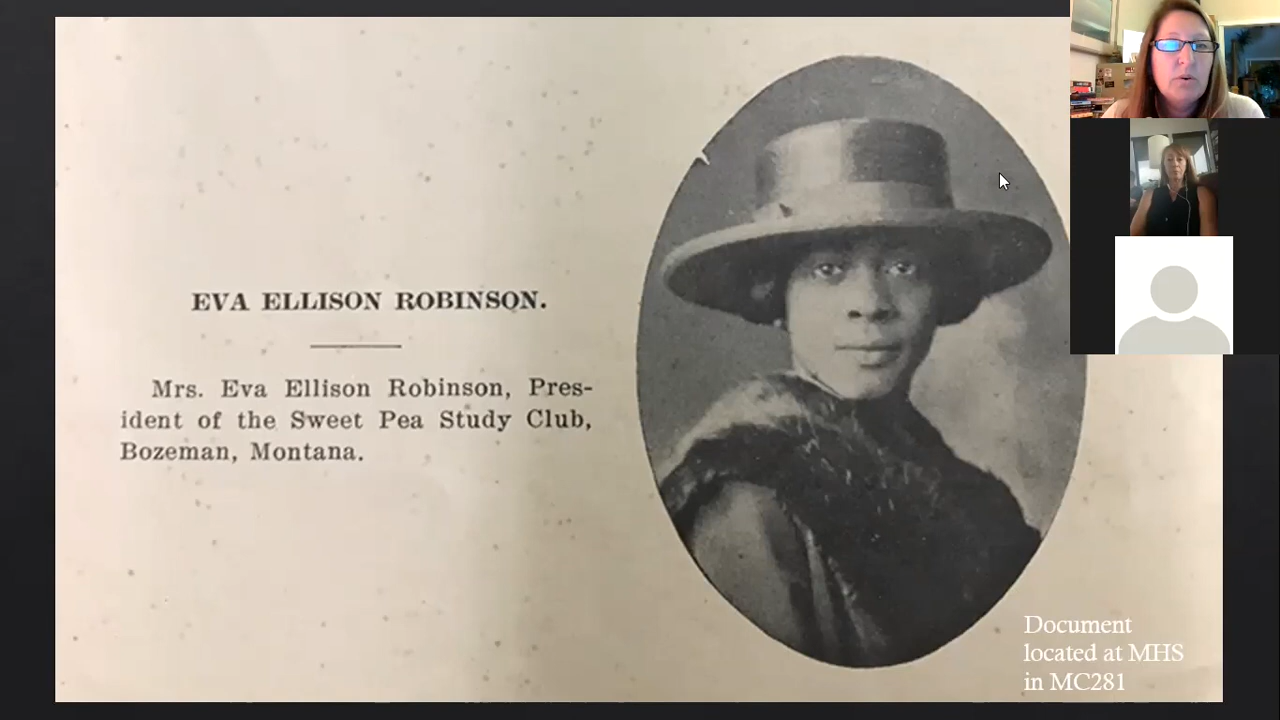 EVA ELLISON ROBINSON.
Mrs. Eva Ellison Robinson, Pres-
ident of the Sweet Pea Study Club,
Bozeman, Montana.
Document
located at MHS
in MC281